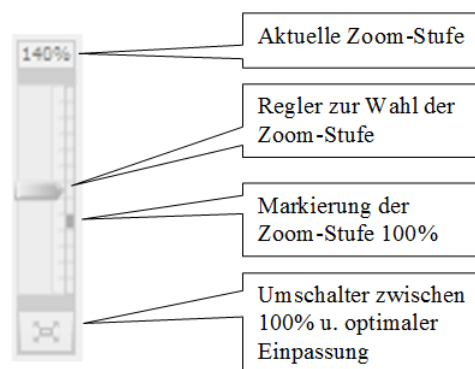 140%
Aktuelle Zoom-Stufe
Regler zur Wahl der
Zoom-Stufe
Markierung der
Zoom-Stufe 100%
Umschalter zwischen
100% u. optimaler
Einpassung